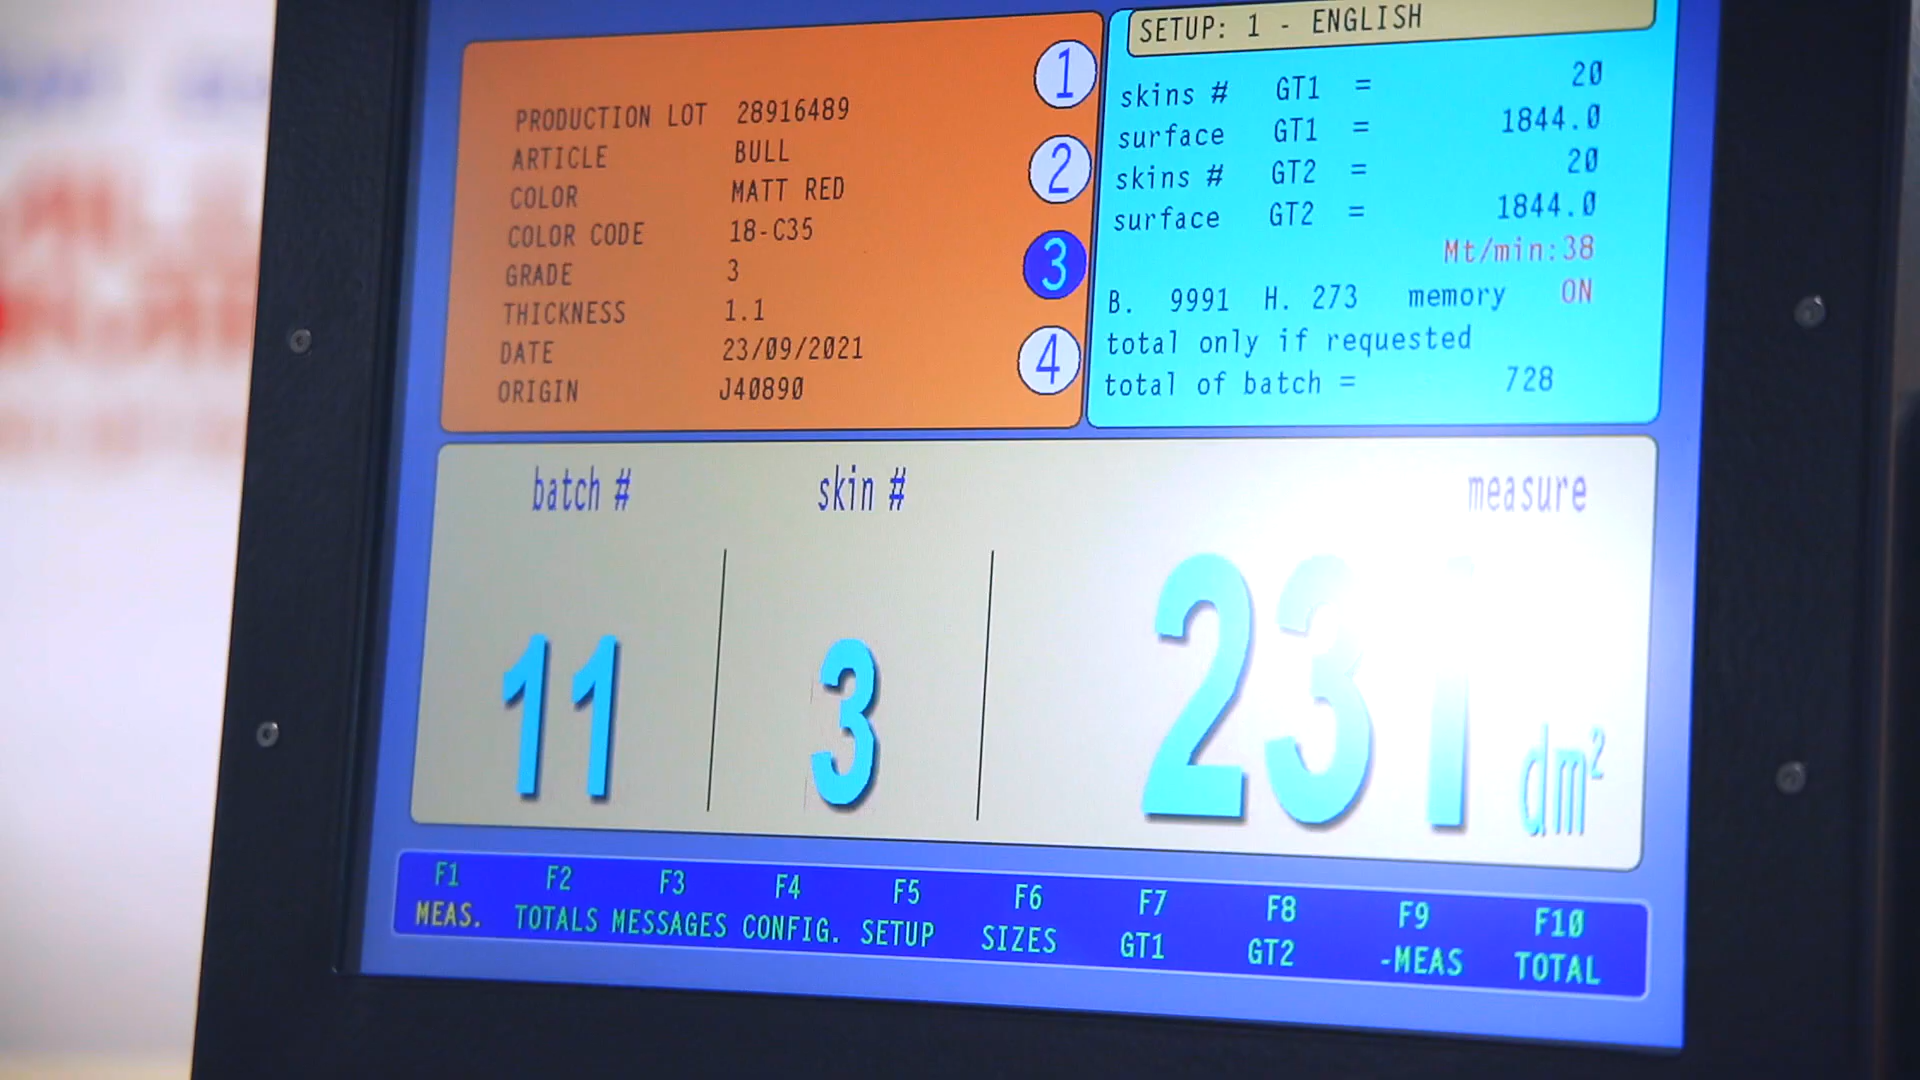 PRODUCTION LOT 28916489
ARTICLE BULL
COLOR MATT RED
COLOR CODE 18-C35
GRADE 3
THICKNESS 1.1
DATE 23/09/2021
ORIGIN J40890
1
2
3
4
SETUP: 1 - ENGLISH
skins # GT1 = 20
surface GT1 = 1844.0
skins # GT2 = 20
surface GT2 = 1844.0
Mt/min:38
B. 9991 H. 273 memory ON
total only if requested
total of batch = 728
batch # skin # measure
11 3 231 dm²
F1 F2 F3 F4 F5 F6 F7 F8 F9 F10
MEAS. TOTALS MESSAGES CONFIG. SETUP SIZES GT1 GT2 -MEAS TOTAL